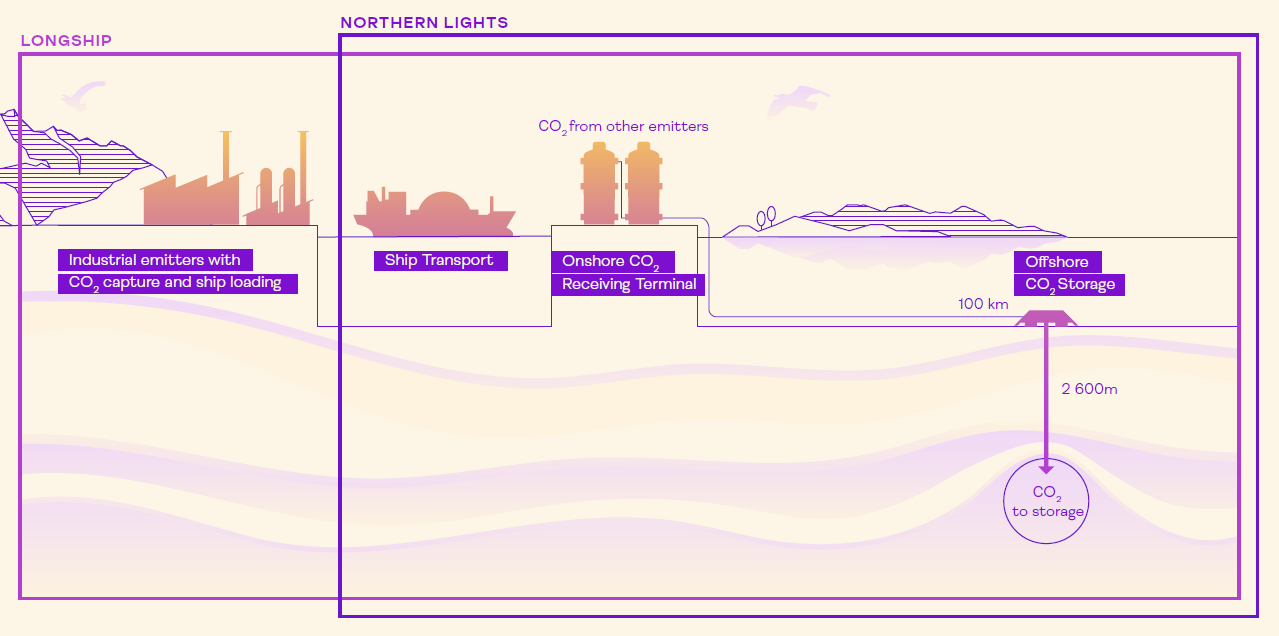 NORTHERN LIGHTS
LONGSHIP
CO₂ from other emitters
Industrial emitters with
CO₂ capture and ship loading
Ship Transport
Onshore CO₂
Receiving Terminal
Offshore
CO₂ Storage
100 km
2 600m
CO₂
to storage